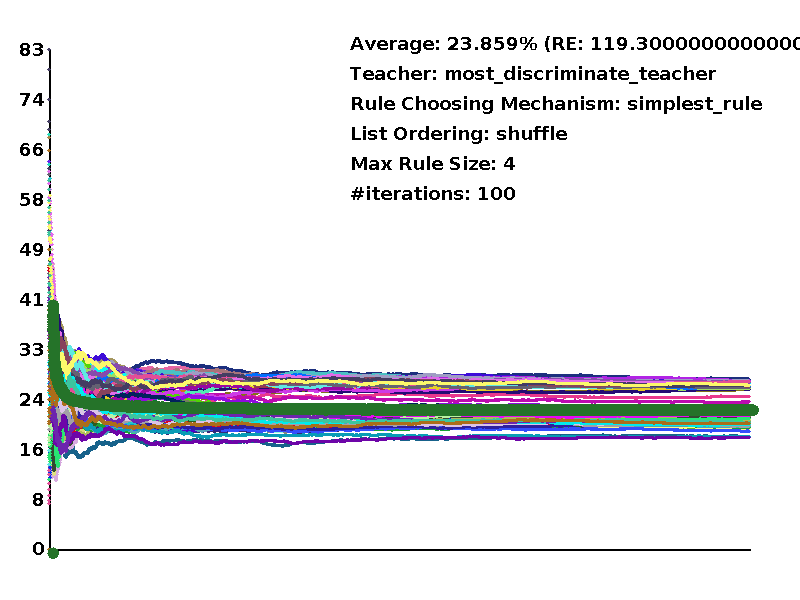 Average: 23.859% (RE: 119.3000000000000
Teacher: most_discriminate_teacher
Rule Choosing Mechanism: simplest_rule
List Ordering: shuffle
Max Rule Size: 4
#iterations: 100
83
74
66
58
49
41
33
24
16
8
0